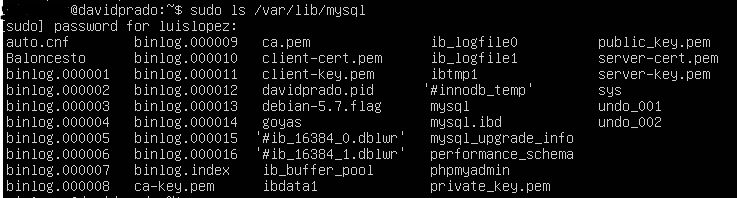 @davidprado:~$ sudo ls /var/lib/mysql
[sudo] password for luislopez:
auto.cnf binlog.000009 ca.pem ib_logfile0 public_key.pem
Baloncesto binlog.000010 client-cert.pem ib_logfile1 server-cert.pem
binlog.000001 binlog.000011 client-key.pem ibtmp1 server-key.pem
binlog.000002 binlog.000012 davidprado.pid '#innodb_temp' sys
binlog.000003 binlog.000013 debian-5.7.flag mysql undo_001
binlog.000004 binlog.000014 goyas mysql.ibd undo_002
binlog.000005 binlog.000015 '#ib_16384_0.dblwr' mysql_upgrade_info
binlog.000006 binlog.000016 '#ib_16384_1.dblwr' performance_schema
binlog.000007 binlog.index ib_buffer_pool phpmyadmin
binlog.000008 ca-key.pem ibdata1 private_key.pem